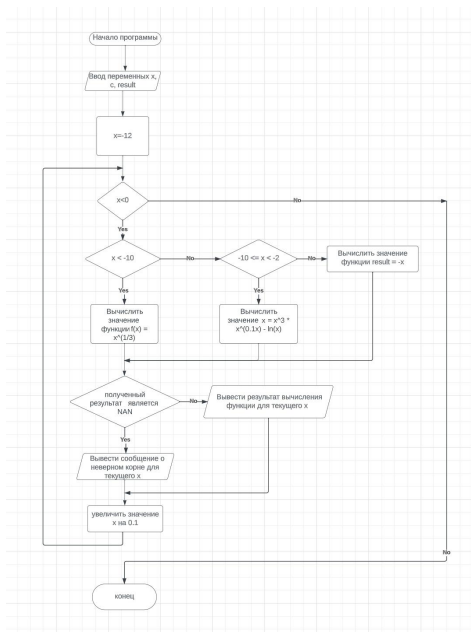 Начало программы
Ввод переменных x,
c, result
x=-12
x<0
No
Yes
x < -10
No
-10 <= x < -2
No
Вычислить значение
функции result = -x
Yes
Yes
Вычислить
значение
функцииf(x) =
x^(1/3)
Вычислить
значение x = x^3 *
x^(0.1x) - ln(x)
полученный
результат является
NAN
No
Вывести результат вычисления
функции для текущего x
Yes
Вывести сообщение о
неверном корне для
текущего x
увеличить значение
x на 0.1
No
конец